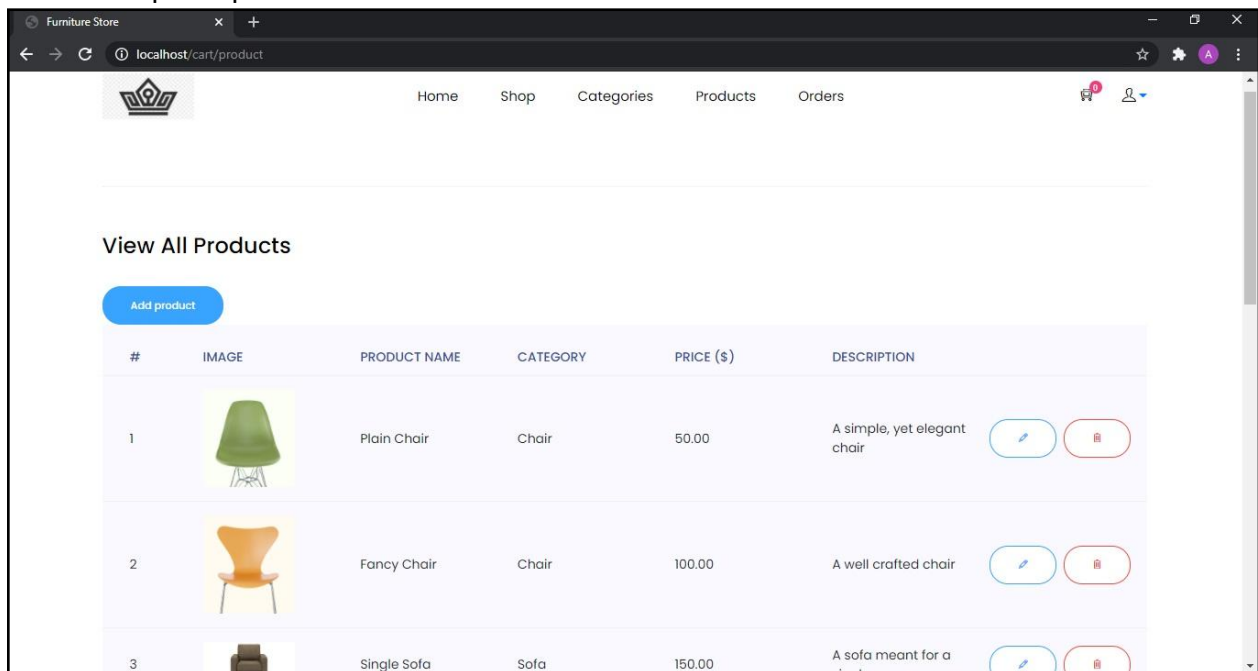 Furniture Store
localhost/cart/product
Home Shop Categories Products Orders
0
A
View All Products
Add product
# IMAGE PRODUCT NAME CATEGORY PRICE ($) DESCRIPTION
1 Plain Chair Chair 50.00 A simple, yet elegant
chair
2 Fancy Chair Chair 100.00 A well crafted chair
3 Single Sofa Sofa 150.00 A sofa meant for a